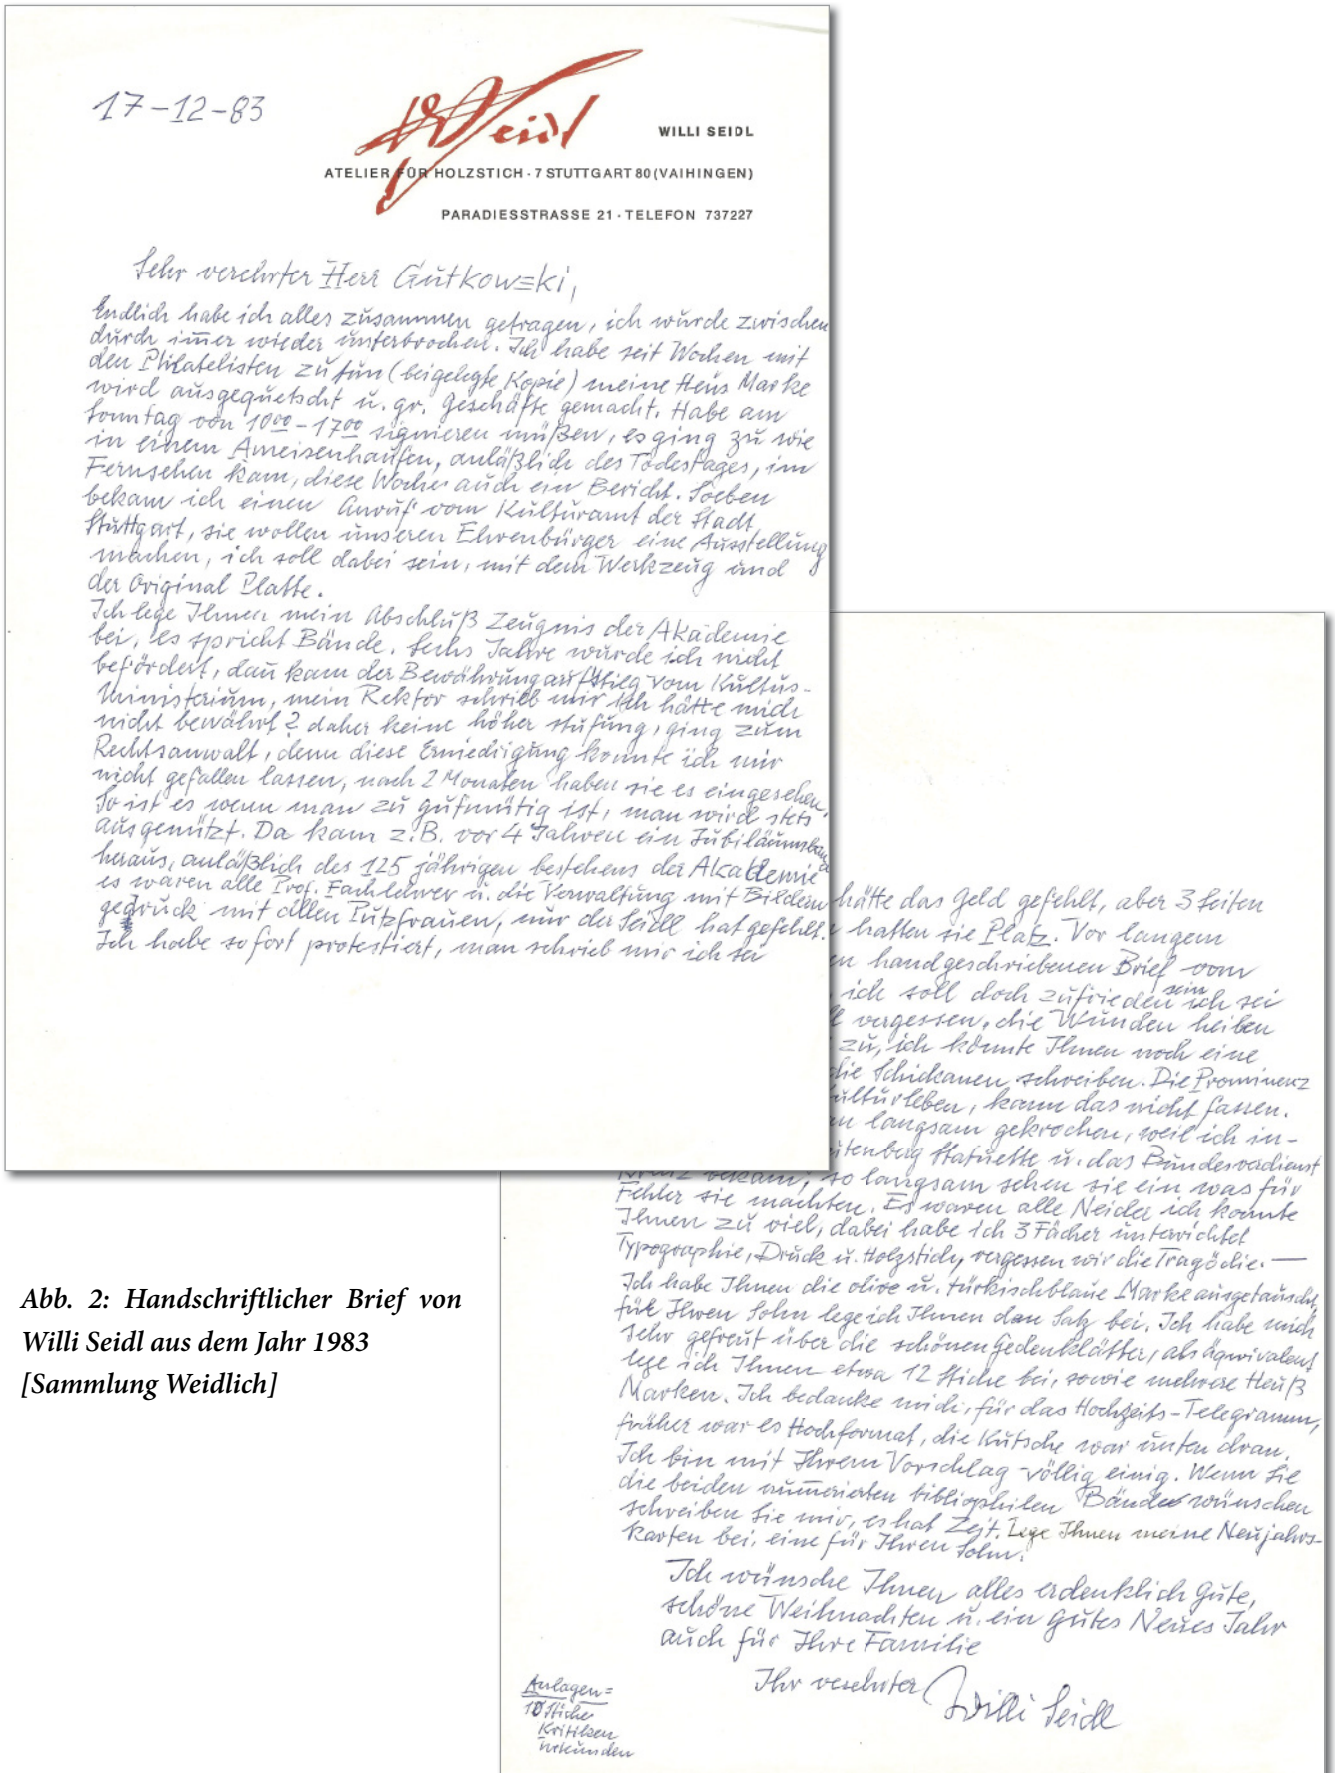 17-12-83
WSeidl
WILLI SEIDL
ATELIER FÜR HOLZSTICH · 7 STUTTGART 80 (VAIHINGEN)
PARADIESSTRASSE 21 · TELEFON 737227
Sehr verehrter Herr Gutkowski,
Endlich habe ich alles zusammen getragen, ich wurde zwischen
durch immer wieder unterbrochen. Ich habe seit Wochen mit
den Philatelisten zu tun (beigelegte Kopie) meine Heus Marke
wird ausgequetscht u. gr. Geschäfte gemacht. Habe am
Sonntag von 10⁰⁰-17⁰⁰ signieren müßen, es ging zu wie
in einem Ameisenhaufen, anläßlich des Todestages, im
Fernsehen kam, diese Woche auch ein Bericht. Soeben
bekam ich einen Anruf vom Kulturamt der Stadt
Stuttgart, sie wollen unseren Ehrenbürger eine Ausstellung
machen, ich soll dabei sein, mit dem Werkzeug und
der Original Platte.
Ich lege Ihnen mein Abschluß Zeugnis der Akademie
bei, es spricht Bände. Sechs Jahre wurde ich nicht
befördert, dann kam der Bewährungaufstieg vom Kultus-
Ministerium, mein Rektor schrieb mir ich hätte mich
nicht bewährt? daher keine höher stufung, ging zum
Rechtsanwalt, denn diese Erniedrigung konnte ich mir
nicht gefallen lassen, nach 2 Monaten haben sie es eingesehen.
So ist es wenn man zu gutmütig ist, man wird stets
ausgenützt. Da kam z.B. vor 4 Jahren ein
heraus, anläßlich des 125 jährigen bestehens der Akademie
es waren alle Prof. Fachlehrer u. die Verwaltung mit Bildern
gedruck mit allen Putzfrauen, nur der Seidl hat gefehlt.
Ich habe sofort protestiert, man schrieb mir ich sei
hätte das Geld gefehlt, aber 3 Seiten
hatten sie Platz. Vor langem
handgeschriebenen Brief vom
ich soll doch zufrieden sein ich sei
vergessen, die Wunden heiben
zu, ich könnte Ihnen noch eine
die Schickanen schreiben. Die Prominenz
kann das nicht fassen.
langsam gekrochen, weil ich in-
Statuette u. das Bundesverdienst
bekam, so langsam sehen sie ein was für
Fehler sie machten. Es waren alle Neider ich konnte
Ihnen zu viel, dabei habe ich 3 Fächer unterrichtet
Typographie, Druck u. Holzstich, vergessen wir die Tragödie. —
Ich habe Ihnen die olive u. türkischblaue Marke ausgetauscht,
für Ihren Sohn lege ich Ihnen den Satz bei. Ich habe mich
sehr gefreut über die schönen Gedenkblätter, als äqwivalent
lege ich Ihnen etwa 12 Stiche bei, sowie mehrere Heuß
Marken. Ich bedanke mich, für das Hochzeits-Telegramm,
früher war es Hochformat, die Kutsche war unten dran.
Ich bin mit Ihrem Vorschlag völlig einig. Wenn Sie
die beiden numerierten bibliophilen Bände wünschen
schreiben Sie mir, es hat Zeit. Lege Ihnen meine Neujahrs-
karten bei, eine für Ihren Sohn.
Ich wünsche Ihnen alles erdenklich Gute,
schöne Weihnachten u. ein gutes Neues Jahr
auch für Ihre Familie
Ihr verehrter Willi Seidl
Anlagen=
10 Stiche
Kritiken
Urkunden
Abb. 2: Handschriftlicher Brief von
Willi Seidl aus dem Jahr 1983
[Sammlung Weidlich]